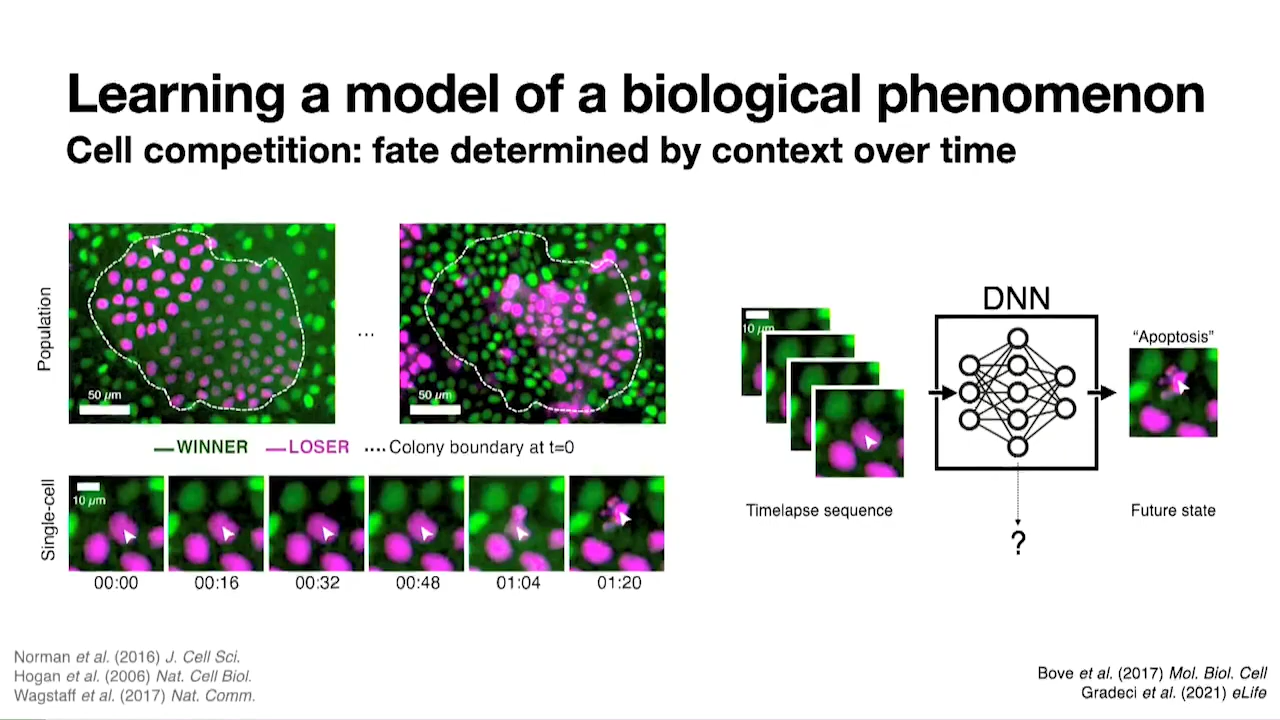 Learning a model of a biological phenomenon
Cell competition: fate determined by context over time
Population
50 µm
...
50 µm
WINNER LOSER Colony boundary at t=0
Single-cell
10 µm
00:00 00:16 00:32 00:48 01:04 01:20
DNN
10 µm
"Apoptosis"
Timelapse sequence
Future state
?
Norman et al. (2016) J. Cell Sci.
Hogan et al. (2006) Nat. Cell Biol.
Wagstaff et al. (2017) Nat. Comm.
Bove et al. (2017) Mol. Biol. Cell
Gradeci et al. (2021) eLife